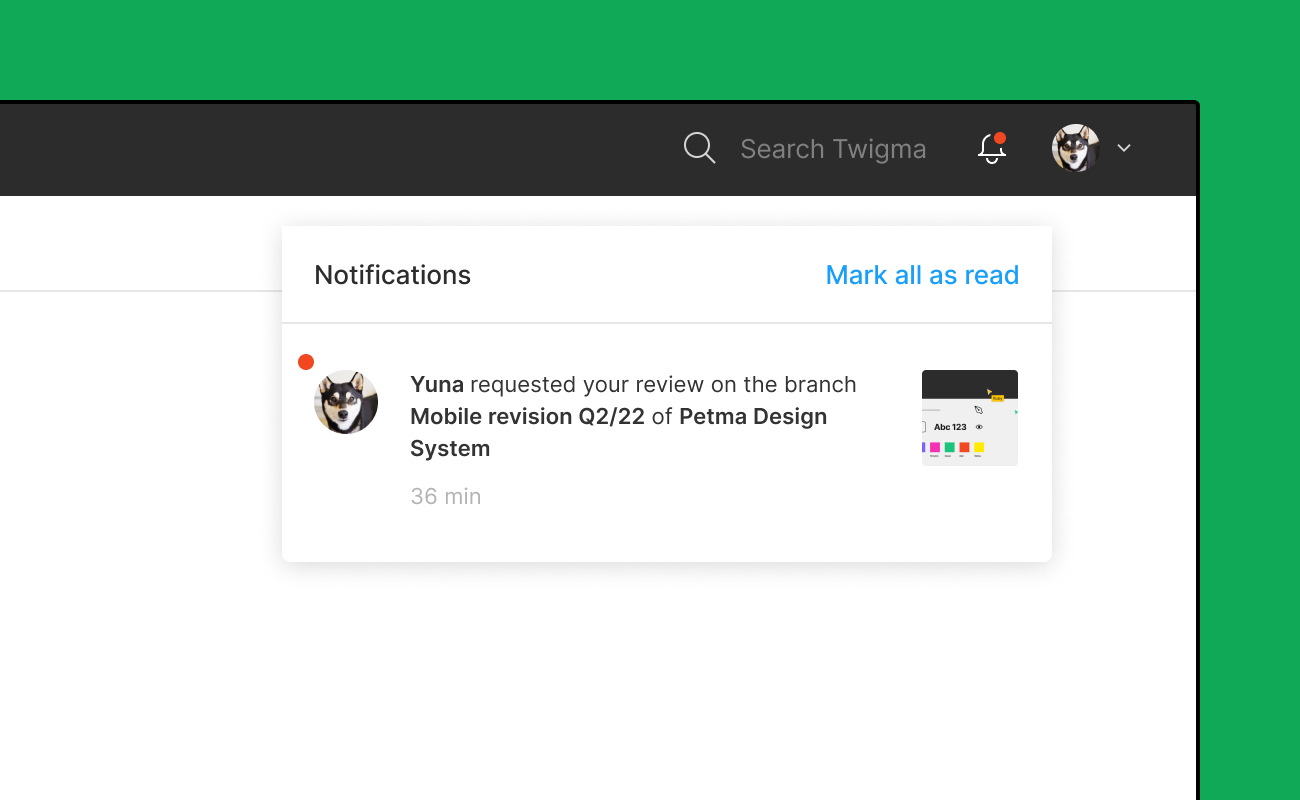 Search Twigma
Notifications
Mark all as read
Yuna requested your review on the branch
Mobile revision Q2/22 of Petma Design
System
36 min
Abc 123